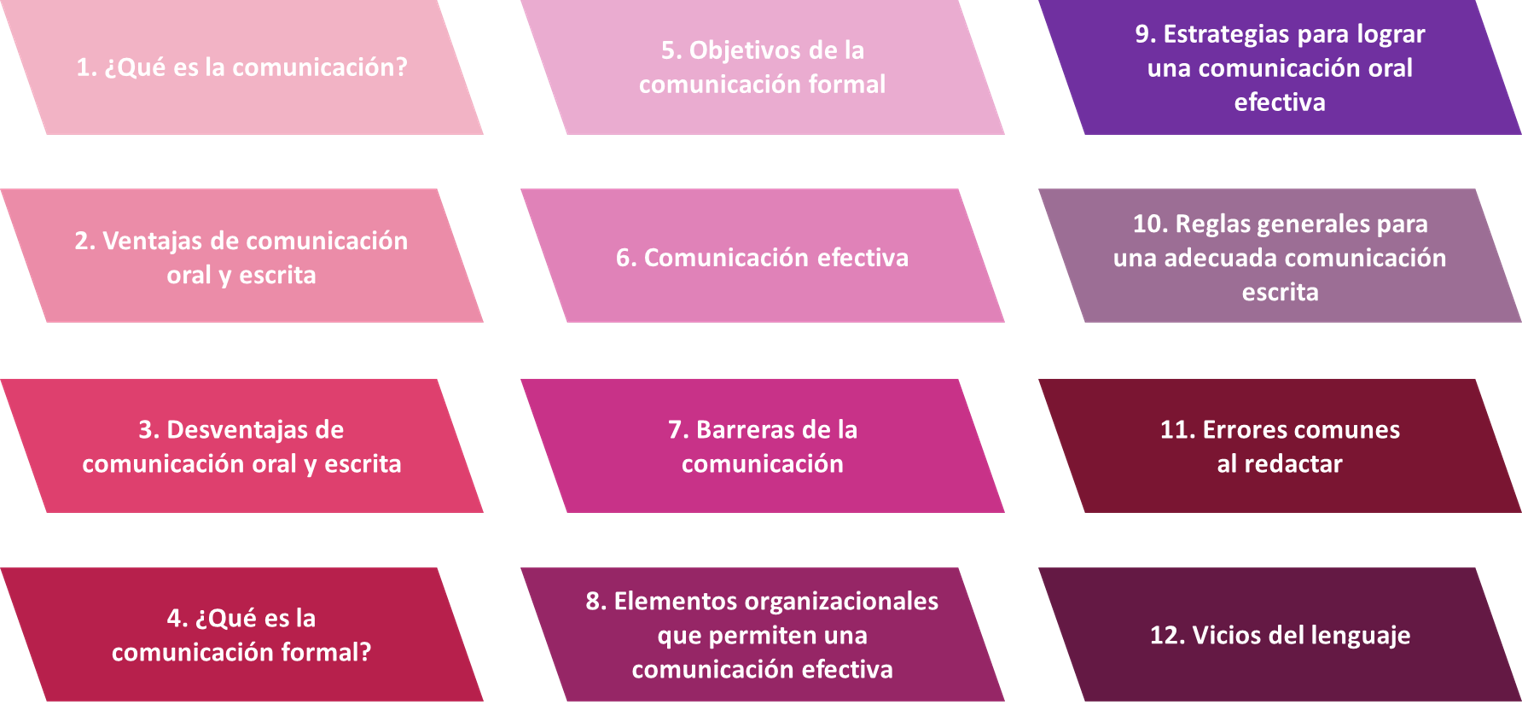 1. ¿Qué es la comunicación?
2. Ventajas de comunicación
oral y escrita
3. Desventajas de
comunicación oral y escrita
4. ¿Qué es la
comunicación formal?
5. Objetivos de la
comunicación formal
6. Comunicación efectiva
7. Barreras de la
comunicación
8. Elementos organizacionales
que permiten una
comunicación efectiva
9. Estrategias para lograr
una comunicación oral
efectiva
10. Reglas generales para
una adecuada comunicación
escrita
11. Errores comunes
al redactar
12. Vicios del lenguaje